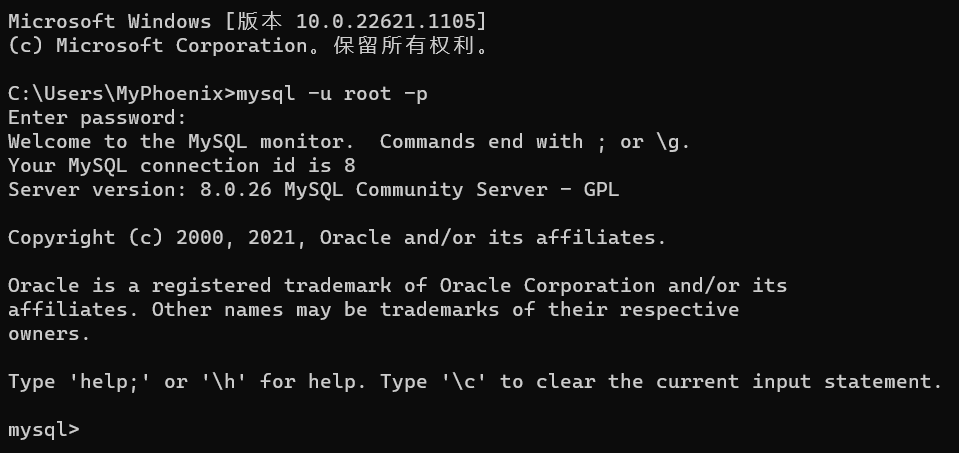 Microsoft Windows [版本 10.0.22621.1105]
(c) Microsoft Corporation。保留所有权利。
C:\Users\MyPhoenix>mysql -u root -p
Enter password:
Welcome to the MySQL monitor.  Commands end with ; or \g.
Your MySQL connection id is 8
Server version: 8.0.26 MySQL Community Server - GPL
Copyright (c) 2000, 2021, Oracle and/or its affiliates.
Oracle is a registered trademark of Oracle Corporation and/or its
affiliates. Other names may be trademarks of their respective
owners.
Type 'help;' or '\h' for help. Type '\c' to clear the current input statement.
mysql>